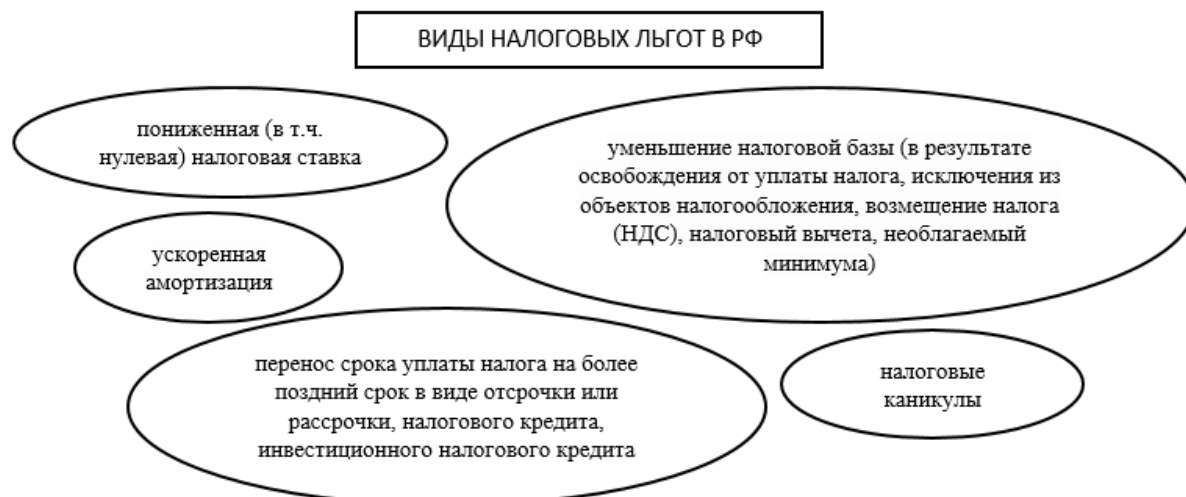 ВИДЫ НАЛОГОВЫХ ЛЬГОТ В РФ
пониженная (в т.ч.
нулевая) налоговая ставка
уменьшение налоговой базы (в результате
освобождения от уплаты налога, исключения из
объектов налогообложения, возмещение налога
(НДС), налоговый вычета, необлагаемый
минимума)
ускоренная
амортизация
перенос срока уплаты налога на более
поздний срок в виде отсрочки или
рассрочки, налогового кредита,
инвестиционного налогового кредита
налоговые
каникулы